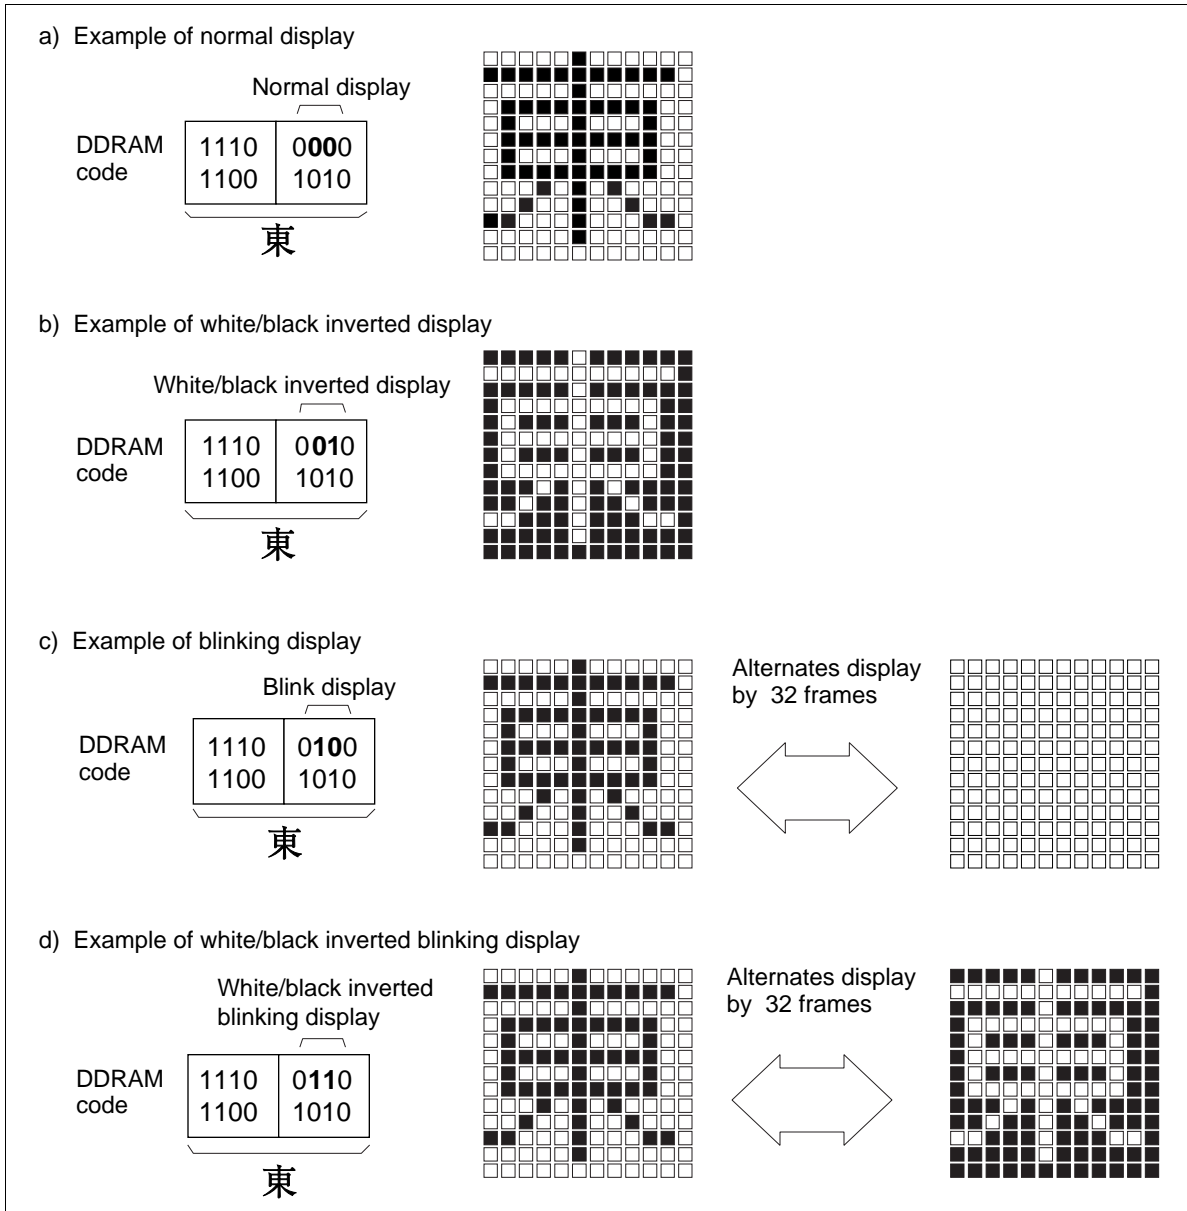 a) Example of normal display
Normal display
DDRAM
code
1110 0000
1100 1010
東
b) Example of white/black inverted display
White/black inverted display
DDRAM
code
1110 0010
1100 1010
東
c) Example of blinking display
Blink display
DDRAM
code
1110 0100
1100 1010
東
Alternates display
by 32 frames
d) Example of white/black inverted blinking display
White/black inverted
blinking display
DDRAM
code
1110 0110
1100 1010
東
Alternates display
by 32 frames